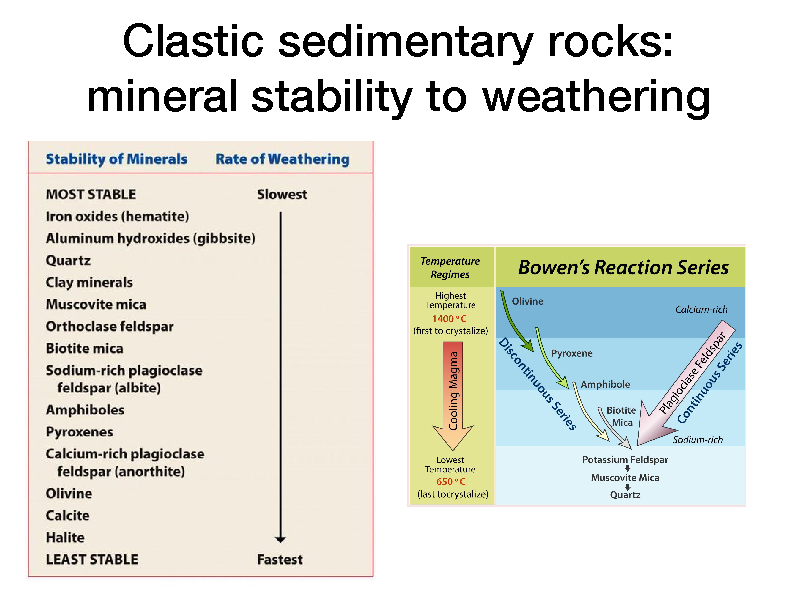 Clastic sedimentary rocks:
mineral stability to weathering
Stability of Minerals Rate of Weathering
MOST STABLE Slowest
Iron oxides (hematite)
Aluminum hydroxides (gibbsite)
Quartz
Clay minerals
Muscovite mica
Orthoclase feldspar
Biotite mica
Sodium-rich plagioclase
feldspar (albite)
Amphiboles
Pyroxenes
Calcium-rich plagioclase
feldspar (anorthite)
Olivine
Calcite
Halite
LEAST STABLE Fastest
Temperature
Regimes
Highest
Temperature
1400 °C
(first to crystalize)
Cooling Magma
Lowest
Temperature
650 °C
(last tocrystalize)
Bowen's Reaction Series
Olivine
Calcium-rich
Discontinuous Series
Pyroxene
Amphibole
Biotite
Mica
Plagioclase Feldspar
Continuous Series
Sodium-rich
Potassium Feldspar
Muscovite Mica
Quartz